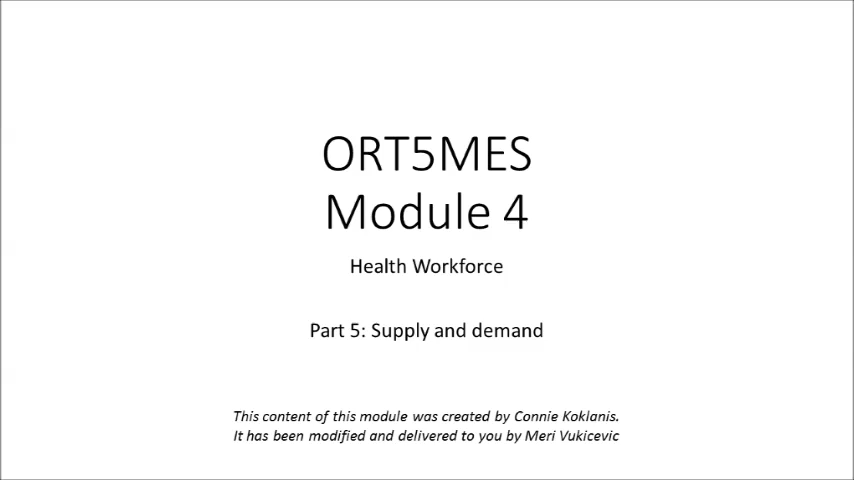 ORT5MES
Module 4
Health Workforce
Part 5: Supply and demand
This content of this module was created by Connie Koklanis.
It has been modified and delivered to you by Meri Vukicevic